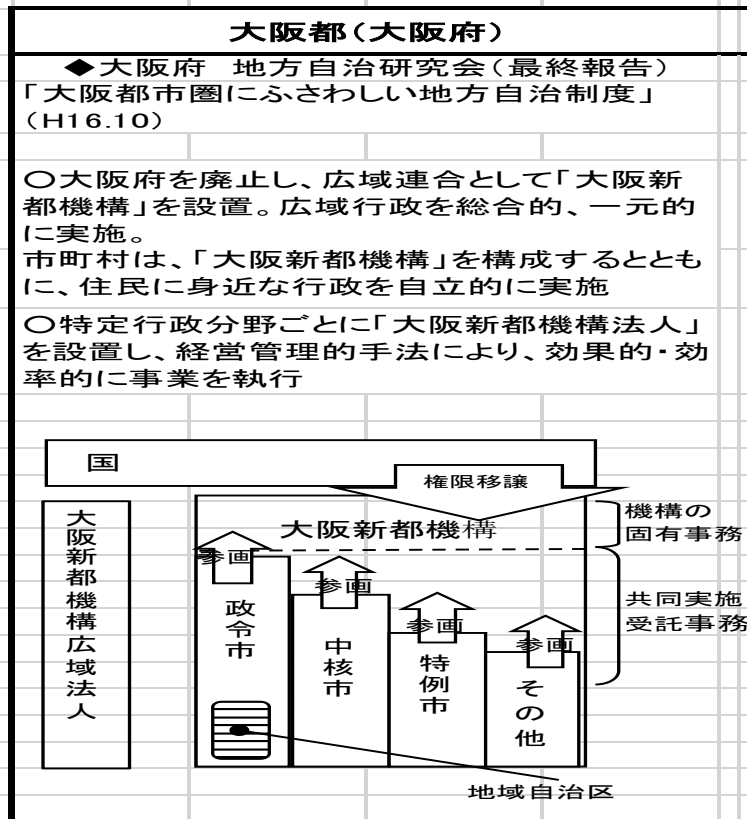 大阪都(大阪府)
◆大阪府　地方自治研究会(最終報告)
「大阪都市圏にふさわしい地方自治制度」
(H16.10)
○大阪府を廃止し、広域連合として「大阪新
都機構」を設置。広域行政を総合的、一元的
に実施。
市町村は、「大阪新都機構」を構成するととも
に、住民に身近な行政を自立的に実施
○特定行政分野ごとに「大阪新都機構法人」
を設置し、経営管理的手法により、効果的・効
率的に事業を執行
国
権限移譲
大阪新都機構広域法人
大阪新都機構
機構の
固有事務
共同実施
受託事務
参画
参画
参画
参画
政令市
中核市
特例市
その他
地域自治区